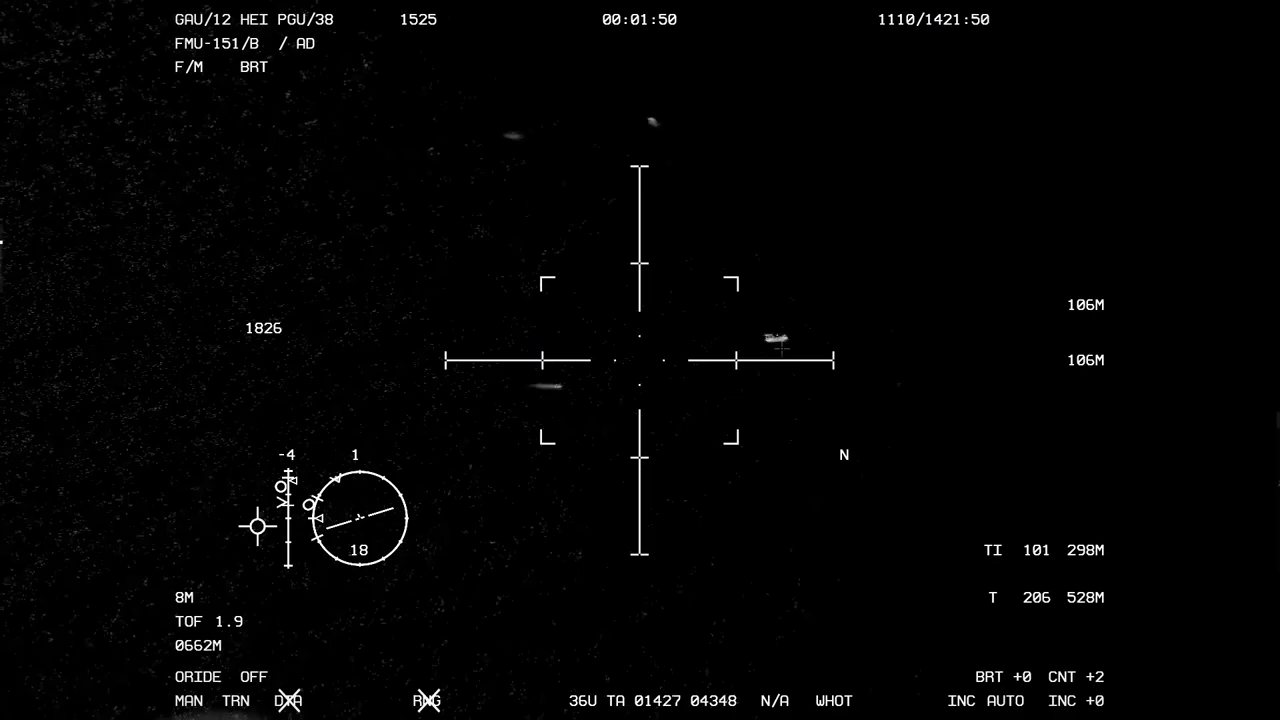 GAU/12 HEI PGU/38 1525 00:01:50 1110/1421:50
FMU-151/B / AD
F/M BRT
106M
1826
106M
-4 1 N
18
TI 101 298M
8M T 206 528M
TOF 1.9
0662M
ORIDE OFF BRT +0 CNT +2
MAN TRN DTA RNG 36U TA 01427 04348 N/A WHOT INC AUTO INC +0